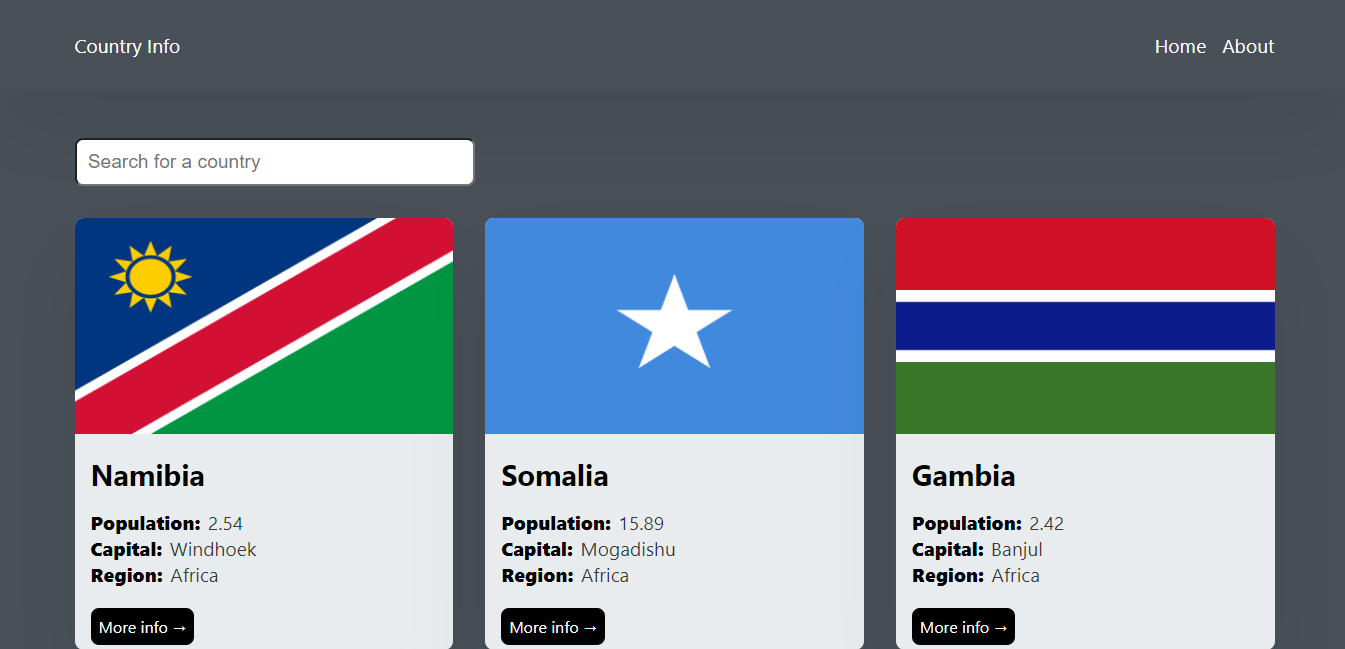 Country Info
Home About
Search for a country
Namibia
Population: 2.54
Capital: Windhoek
Region: Africa
More info →
Somalia
Population: 15.89
Capital: Mogadishu
Region: Africa
More info →
Gambia
Population: 2.42
Capital: Banjul
Region: Africa
More info →